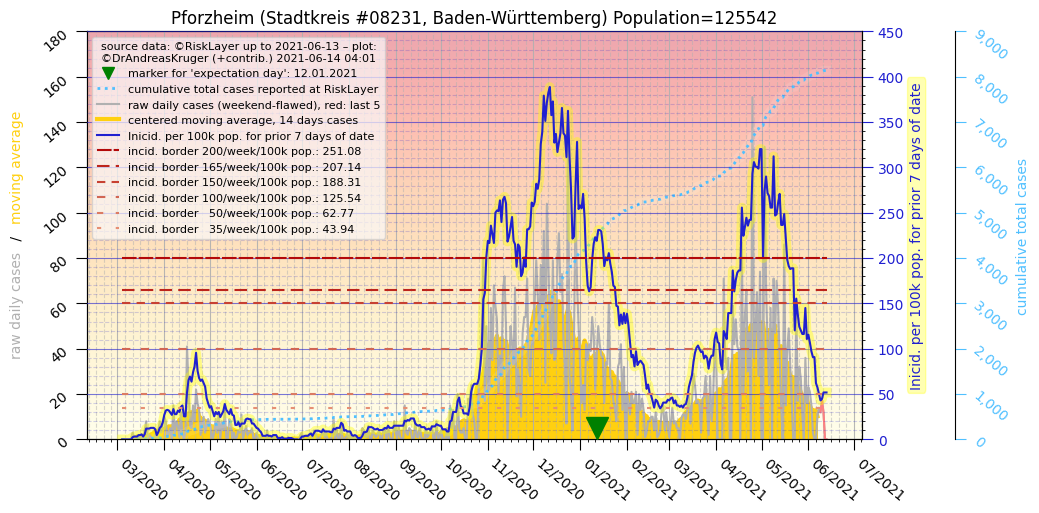 Pforzheim (Stadtkreis #08231, Baden-Württemberg) Population=125542
source data: ©RiskLayer up to 2021-06-13 – plot:
©DrAndreasKruger (+contrib.) 2021-06-14 04:01
marker for 'expectation day': 12.01.2021
cumulative total cases reported at RiskLayer
raw daily cases (weekend-flawed), red: last 5
centered moving average, 14 days cases
Inicid. per 100k pop. for prior 7 days of date
incid. border 200/week/100k pop.: 251.08
incid. border 165/week/100k pop.: 207.14
incid. border 150/week/100k pop.: 188.31
incid. border 100/week/100k pop.: 125.54
incid. border   50/week/100k pop.: 62.77
incid. border   35/week/100k pop.: 43.94
raw daily cases  /  moving average
180
160
140
120
100
80
60
40
20
0
450
400
350
300
250
200
150
100
50
0
Inicid. per 100k pop. for prior 7 days of date
9,000
8,000
7,000
6,000
5,000
4,000
3,000
2,000
1,000
0
cumulative total cases
03/2020
04/2020
05/2020
06/2020
07/2020
08/2020
09/2020
10/2020
11/2020
12/2020
01/2021
02/2021
03/2021
04/2021
05/2021
06/2021
07/2021